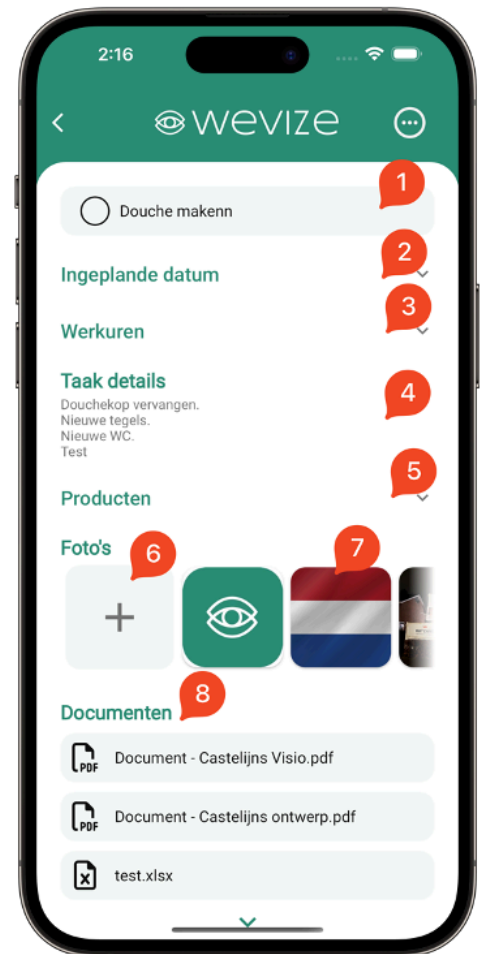 2:16
wevize
1
Douche makenn
2
Ingeplande datum
3
Werkuren
Taak details
4
Douchekop vervangen.
Nieuwe tegels.
Nieuwe WC.
Test
5
Producten
Foto's
6
7
8
Documenten
PDF
Document - Castelijns Visio.pdf
PDF
Document - Castelijns ontwerp.pdf
X
test.xlsx